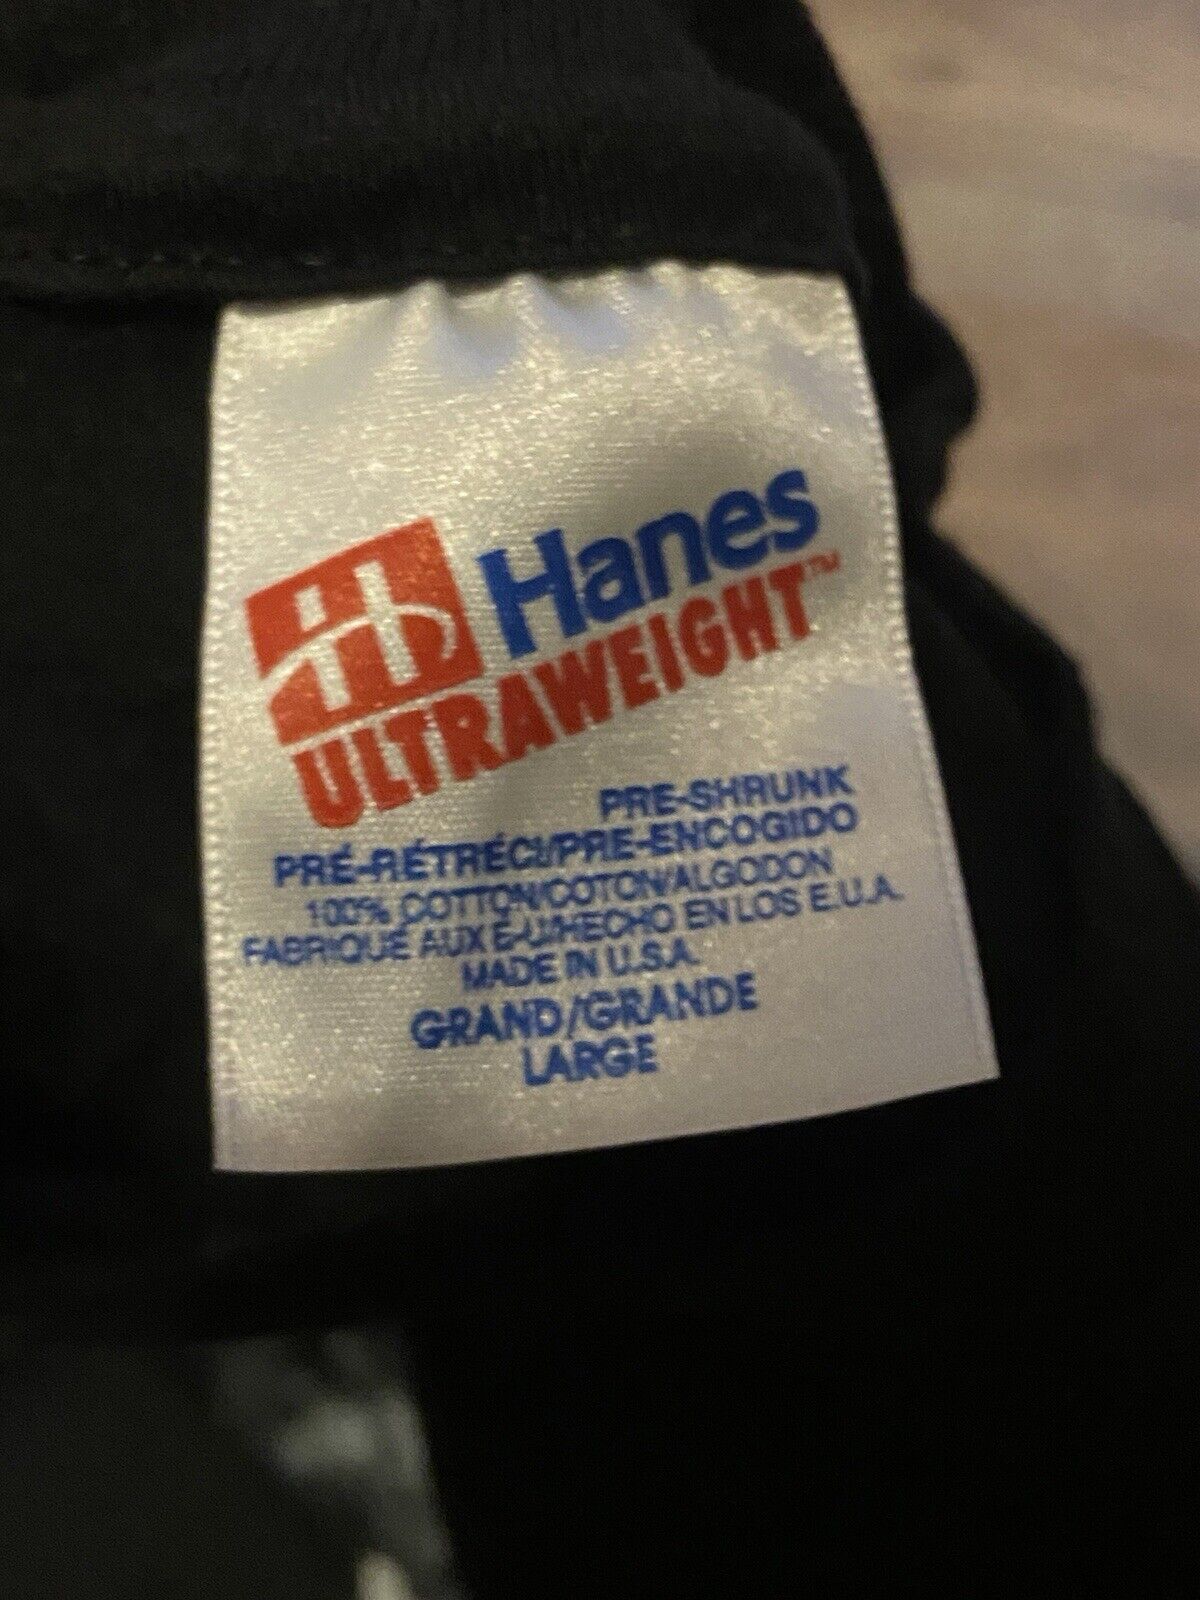 Hanes
ULTRAWEIGHT™
PRE-SHRUNK
PRÉ-RÉTRÉCI/PRE-ENCOGIDO
100% COTTON/COTON/ALGODON
FABRIQUÉ AUX É-U/HECHO EN LOS E.U.A.
MADE IN U.S.A.
GRAND/GRANDE
LARGE